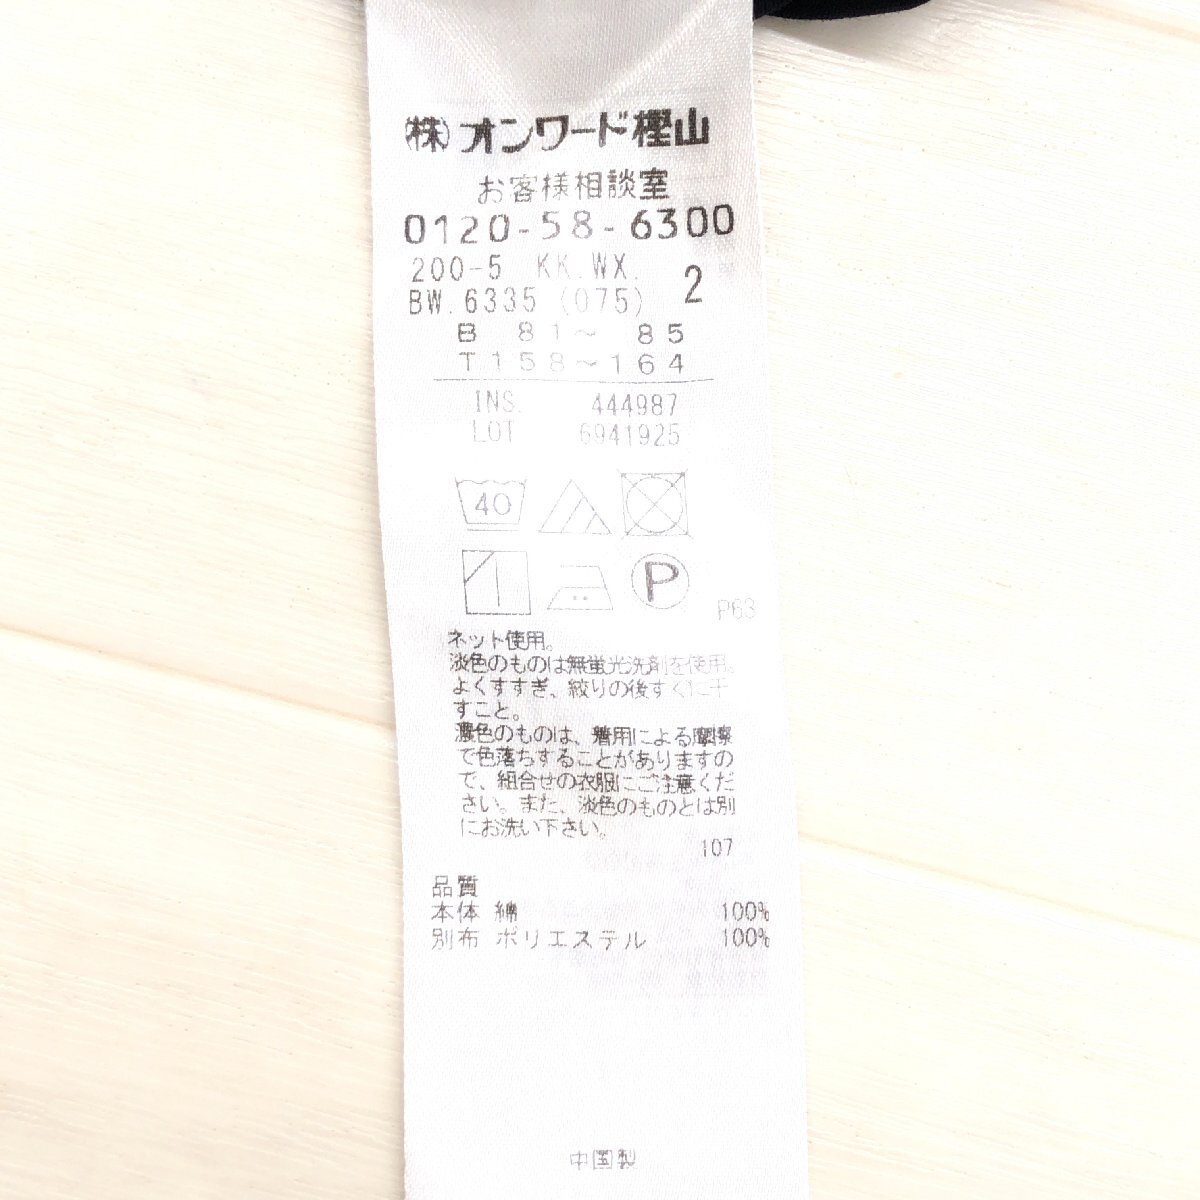 ㈱オンワード樫山
お客様相談室
0120-58-6300
200-5 KK.WX. 2
BW.6335 (075)
B 81～ 85
T158～164
INS. 444987
LOT 6941925
40
P
P63
ネット使用。
淡色のものは無蛍光洗剤を使用。
よくすすぎ、絞りの後すぐに干
すこと。
濃色のものは、着用による摩擦
で色落ちすることがありますの
で、組合せの衣服にご注意くだ
さい。また、淡色のものとは別
にお洗い下さい。
107
品質
本体 綿 100%
別布 ポリエステル 100%
中国製